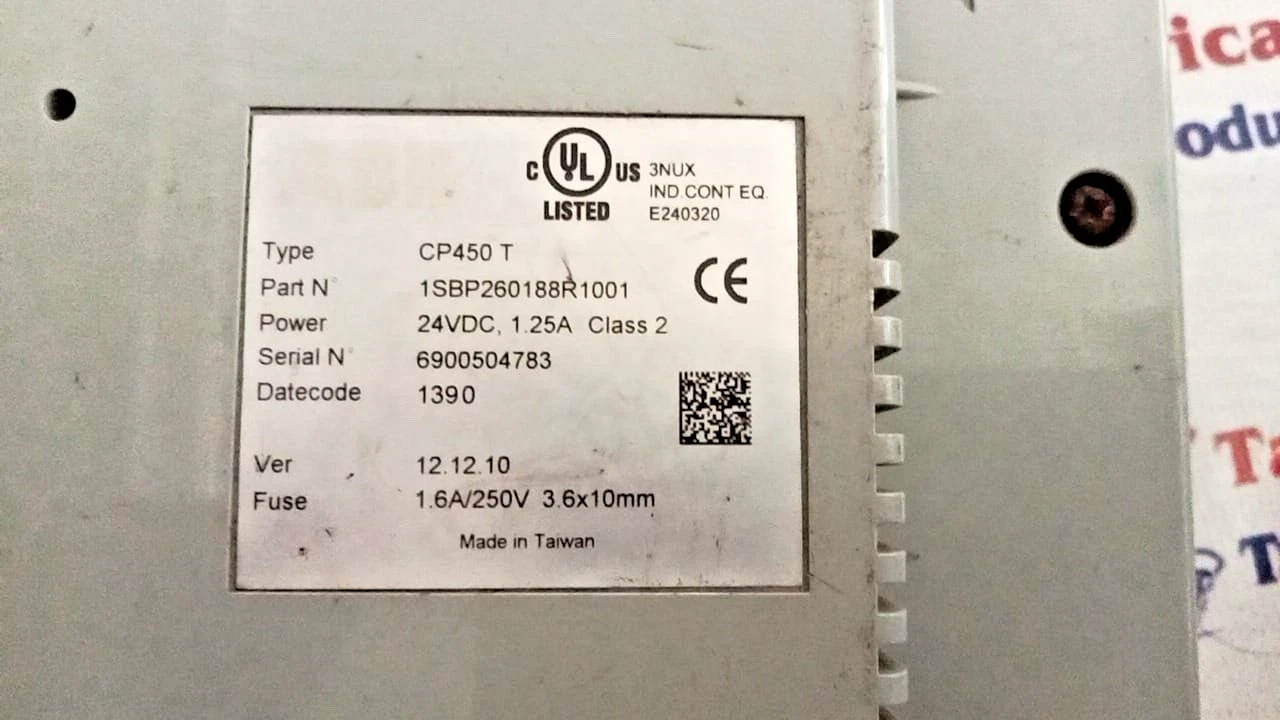 C UL US
LISTED
3NUX
IND.CONT EQ.
E240320
CE
Type CP450 T
Part N° 1SBP260188R1001
Power 24VDC, 1.25A Class 2
Serial N° 6900504783
Datecode 1390
Ver 12.12.10
Fuse 1.6A/250V 3.6x10mm
Made in Taiwan